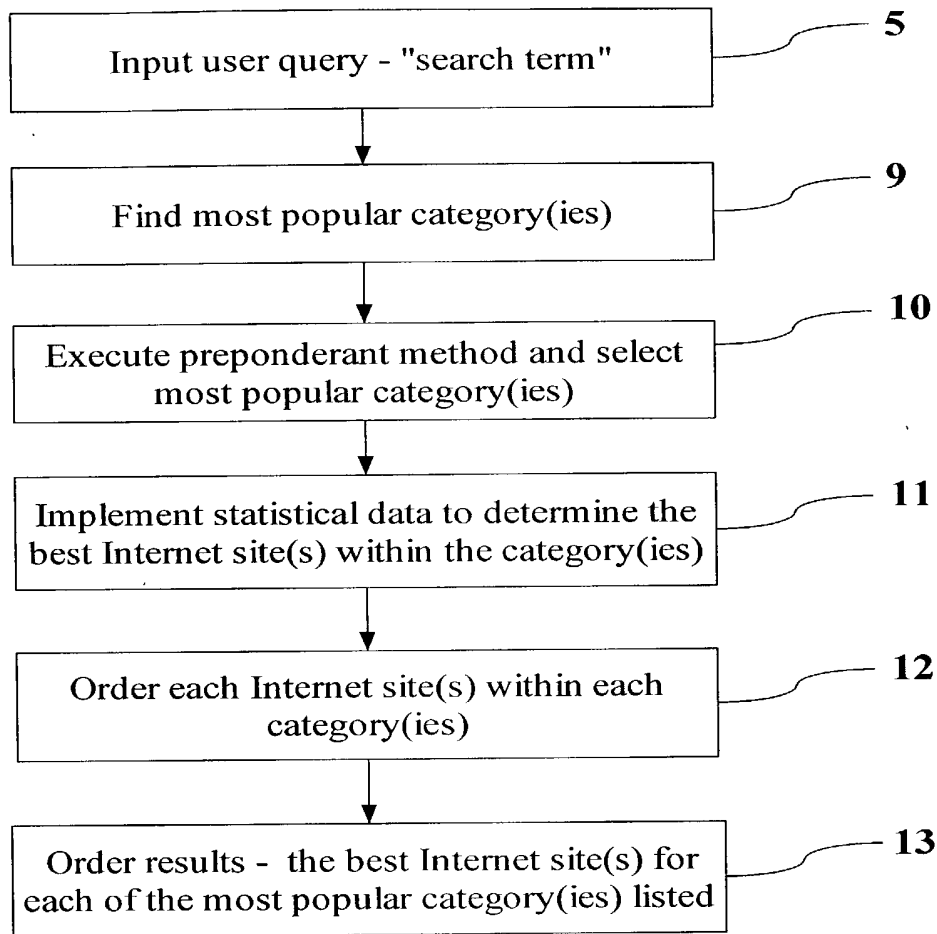 Input user query - "search term"
5
Find most popular category(ies)
9
Execute preponderant method and select
most popular category(ies)
10
Implement statistical data to determine the
best Internet site(s) within the category(ies)
11
Order each Internet site(s) within each
category(ies)
12
Order results - the best Internet site(s) for
each of the most popular category(ies) listed
13